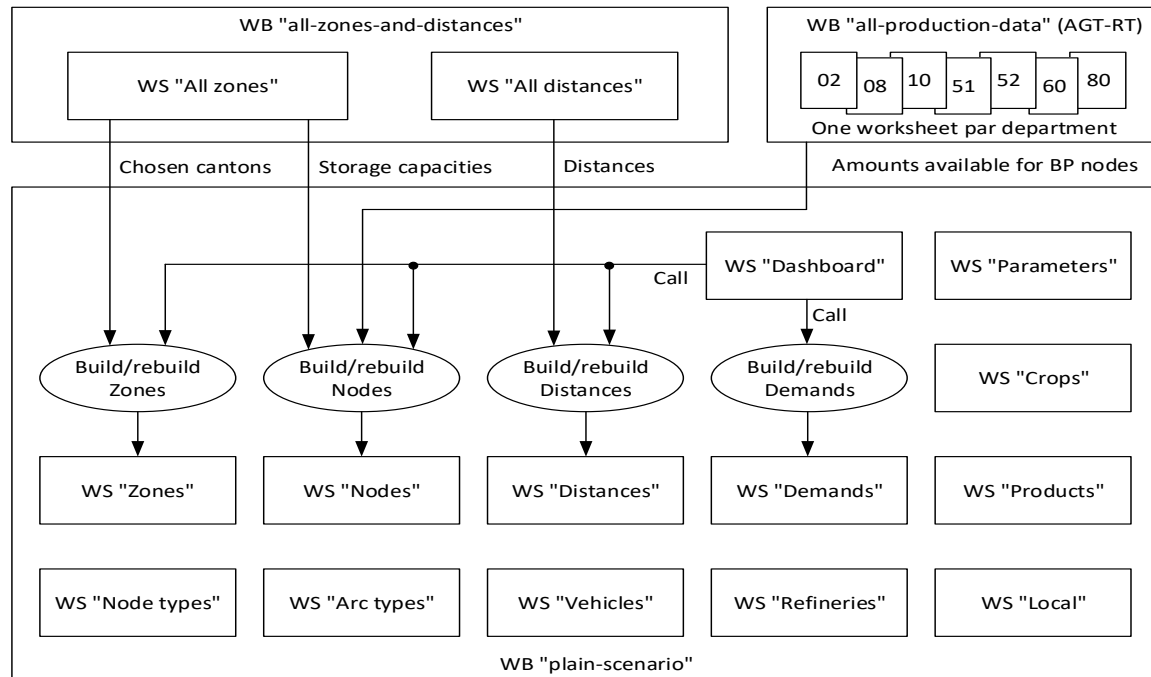 WB "all-zones-and-distances"
WB "all-production-data" (AGT-RT)
WS "All zones"
WS "All distances"
02
08
10
51
52
60
80
One worksheet par department
Chosen cantons
Storage capacities
Distances
Amounts available for BP nodes
WS "Dashboard"
WS "Parameters"
Call
Call
Build/rebuild
Zones
Build/rebuild
Nodes
Build/rebuild
Distances
Build/rebuild
Demands
WS "Crops"
WS "Zones"
WS "Nodes"
WS "Distances"
WS "Demands"
WS "Products"
WS "Node types"
WS "Arc types"
WS "Vehicles"
WS "Refineries"
WS "Local"
WB "plain-scenario"